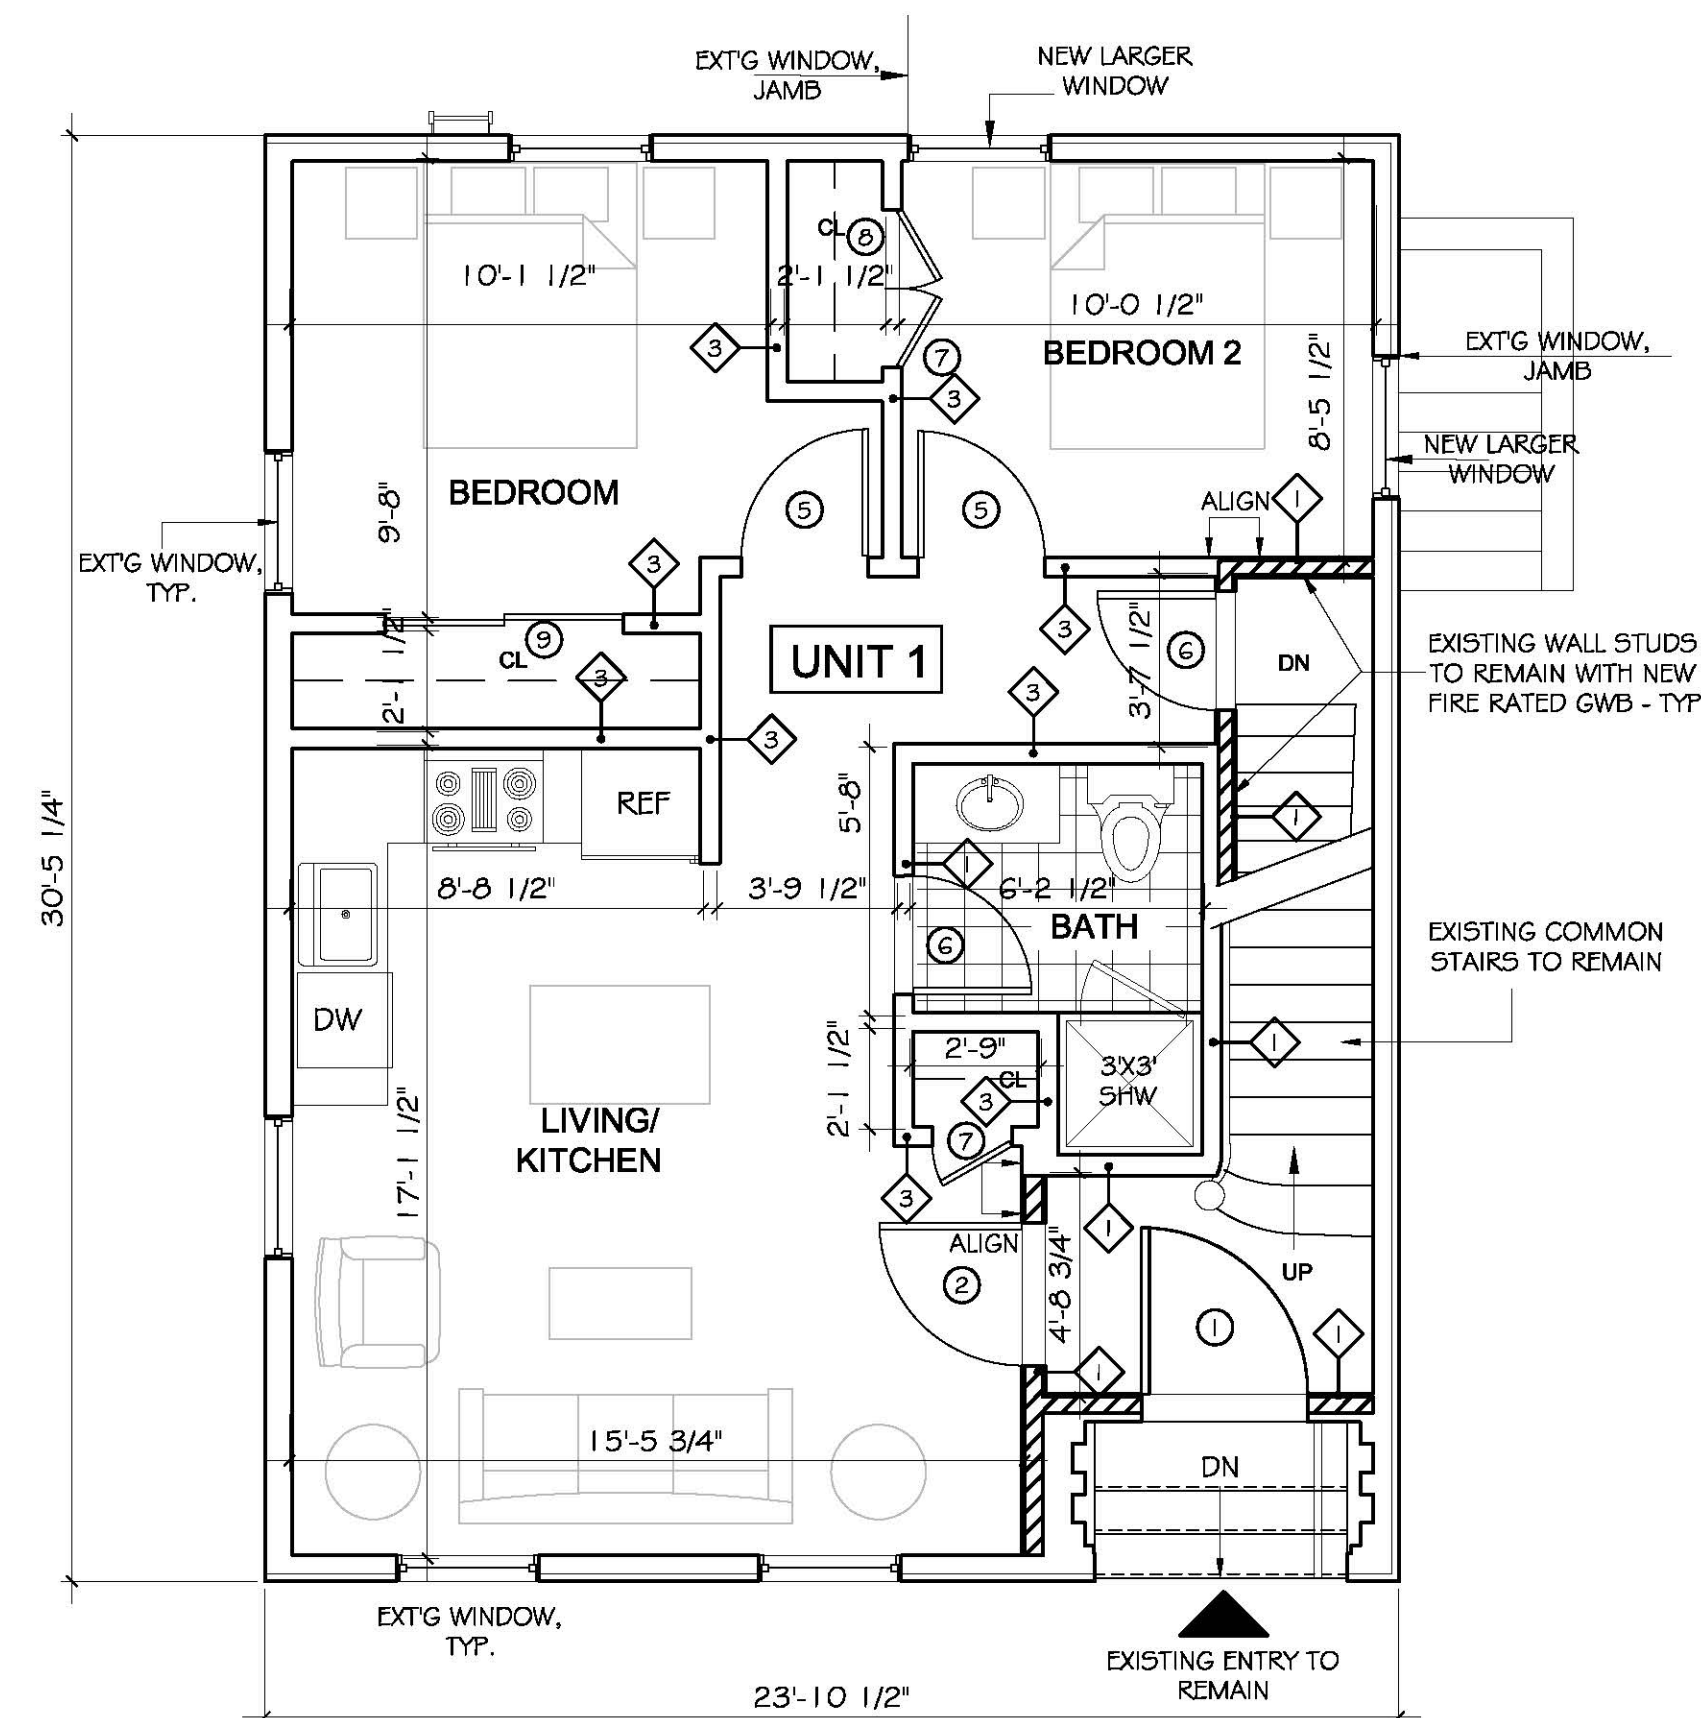 EXT'G WINDOW,
JAMB
NEW LARGER
WINDOW
CL
8
10'-1 1/2"
2'-1 1/2"
10'-0 1/2"
3
7
BEDROOM 2
8'-5 1/2"
EXT'G WINDOW,
JAMB
3
NEW LARGER
WINDOW
BEDROOM
9'-8"
5
5
ALIGN
1
EXT'G WINDOW,
TYP.
3
9
CL
2'-1 1/2"
3
UNIT 1
3
3'-7 1/2"
6
DN
EXISTING WALL STUDS
TO REMAIN WITH NEW
FIRE RATED GWB - TYP
3
3
30'-5 1/4"
REF
5'-8"
1
1
8'-8 1/2"
3'-9 1/2"
6'-2 1/2"
BATH
6
EXISTING COMMON
STAIRS TO REMAIN
DW
2'-1 1/2"
2'-9"
CL
3
3'X3'
SHW
1
LIVING/
KITCHEN
17'-1 1/2"
7
3
1
ALIGN
2
4'-8 3/4"
UP
1
1
1
15'-5 3/4"
DN
EXT'G WINDOW,
TYP.
EXISTING ENTRY TO
REMAIN
23'-10 1/2"